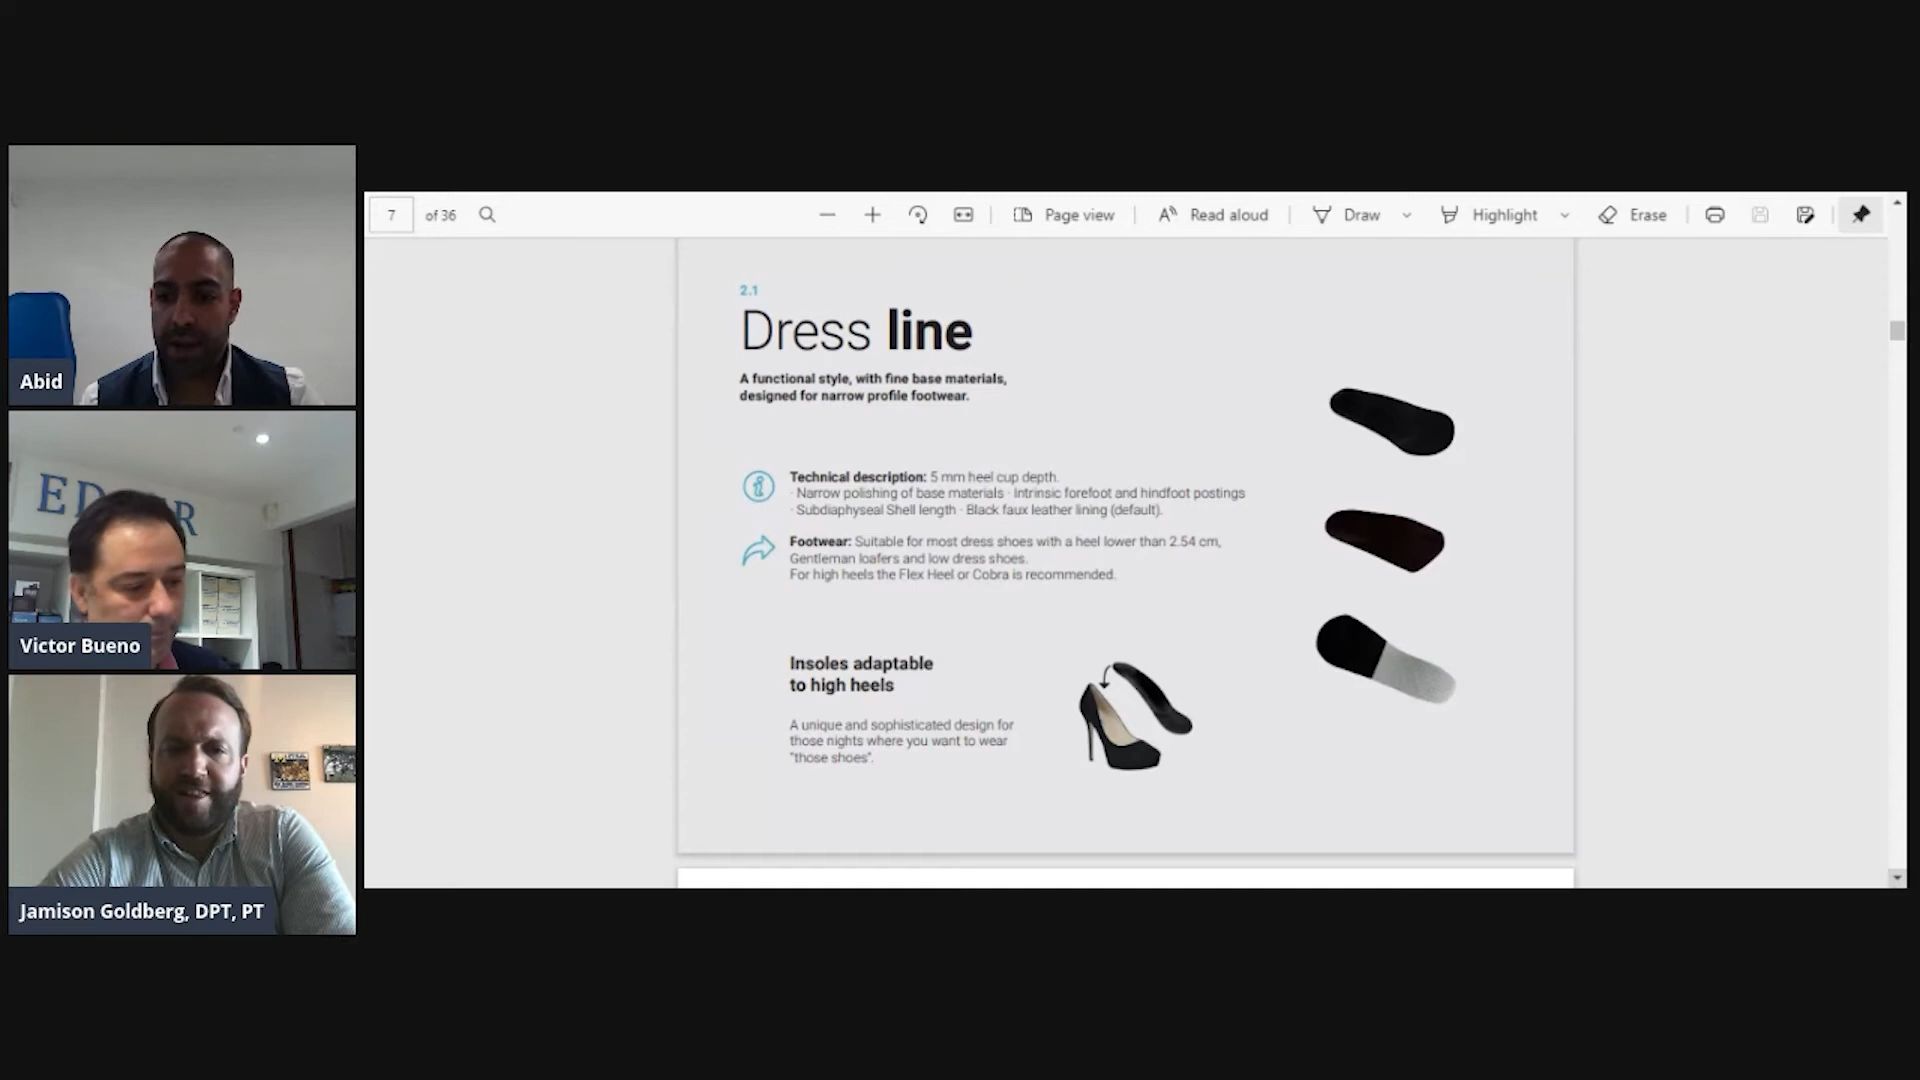 7 of 36
Page view
Read aloud
Draw
Highlight
Erase
2.1
Dress line
A functional style, with fine base materials,
designed for narrow profile footwear.
Technical description: 5 mm heel cup depth.
· Narrow polishing of base materials · Intrinsic forefoot and hindfoot postings
· Subdiaphyseal Shell length · Black faux leather lining (default).
Footwear: Suitable for most dress shoes with a heel lower than 2.54 cm,
Gentleman loafers and low dress shoes.
For high heels the Flex Heel or Cobra is recommended.
Insoles adaptable
to high heels
A unique and sophisticated design for
those nights where you want to wear
"those shoes".
Abid
Victor Bueno
Jamison Goldberg, DPT, PT